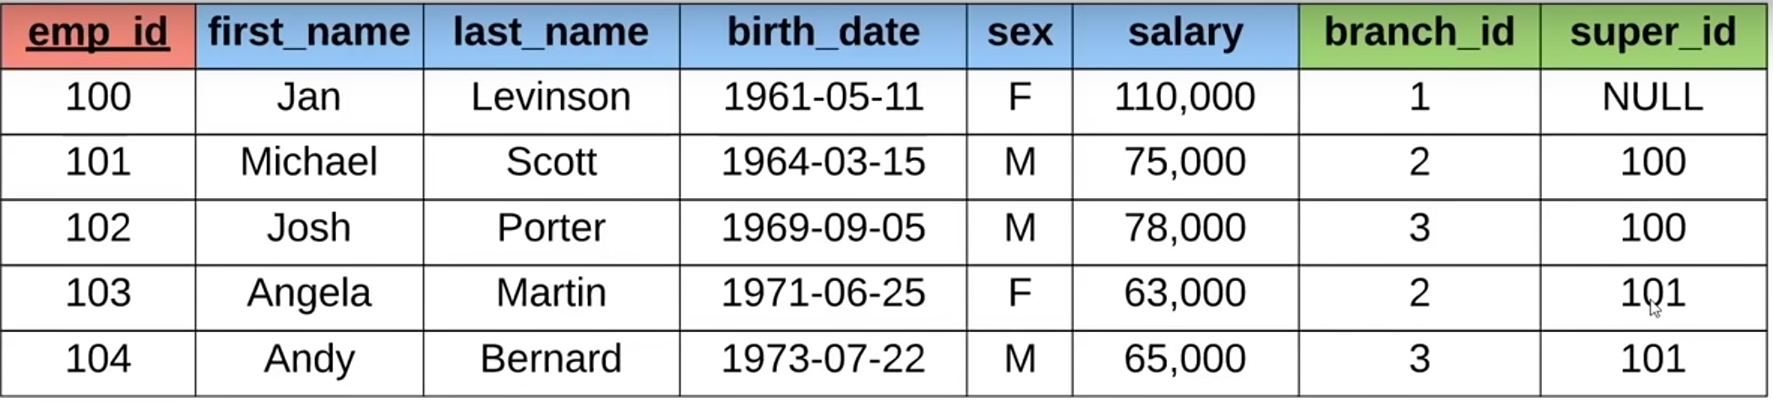 emp_id first_name last_name birth_date sex salary branch_id super_id
100 Jan Levinson 1961-05-11 F 110,000 1 NULL
101 Michael Scott 1964-03-15 M 75,000 2 100
102 Josh Porter 1969-09-05 M 78,000 3 100
103 Angela Martin 1971-06-25 F 63,000 2 101
104 Andy Bernard 1973-07-22 M 65,000 3 101